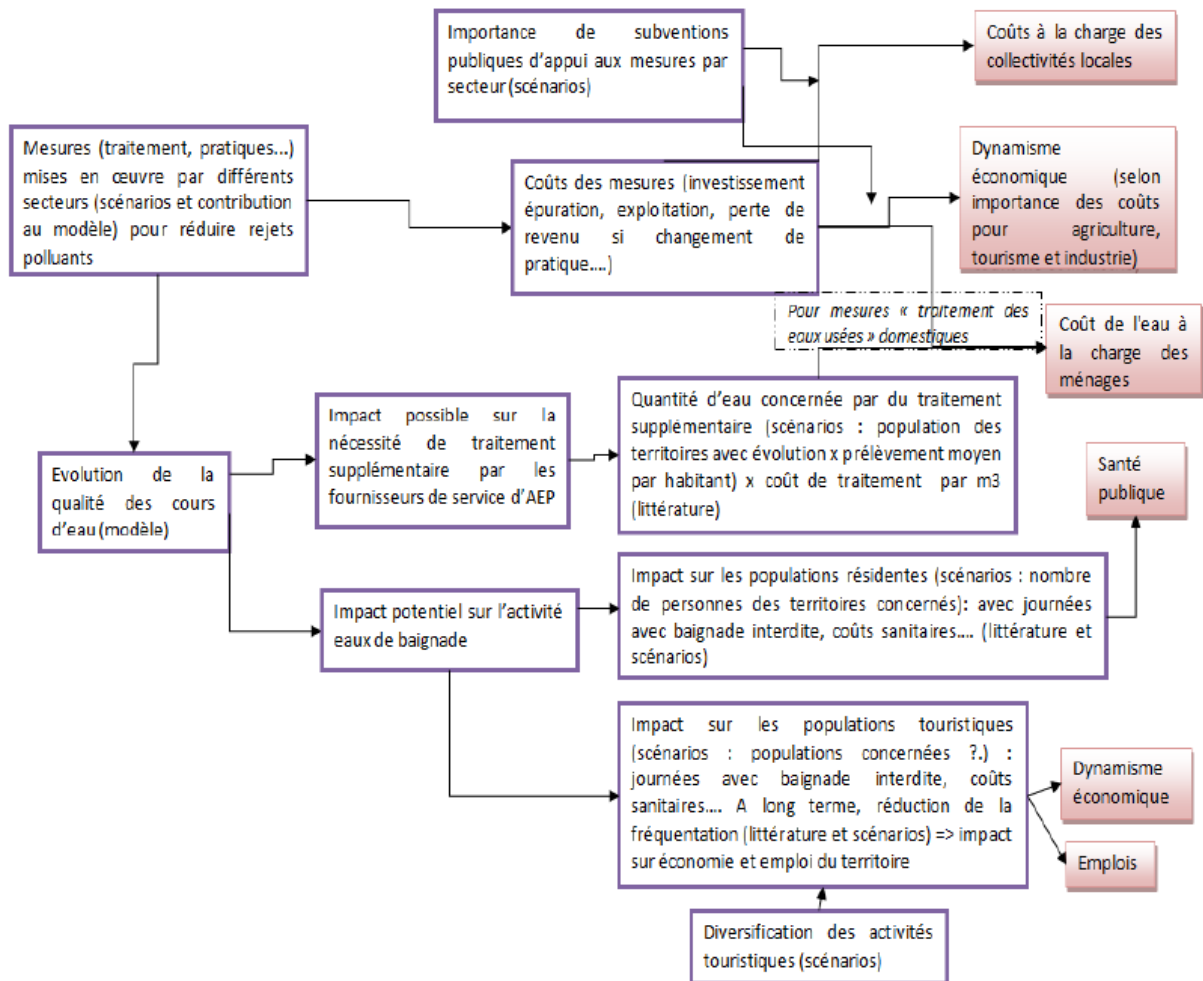 Importance de subventions
publiques d'appui aux mesures par
secteur (scénarios)
Coûts à la charge des
collectivités locales
Mesures (traitement, pratiques...)
mises en œuvre par différents
secteurs (scénarios et contribution
au modèle) pour réduire rejets
polluants
Coûts des mesures (investissement
épuration, exploitation, perte de
revenu si changement de
pratique....)
Dynamisme
économique (selon
importance des coûts
pour agriculture,
tourisme et industrie)
Pour mesures « traitement des
eaux usées » domestiques
Coût de l'eau à
la charge des
ménages
Evolution de la
qualité des cours
d'eau (modèle)
Impact possible sur la
nécessité de traitement
supplémentaire par les
fournisseurs de service d'AEP
Quantité d'eau concernée par du traitement
supplémentaire (scénarios : population des
territoires avec évolution x prélèvement moyen
par habitant) x coût de traitement par m3
(littérature)
Santé
publique
Impact potentiel sur l'activité
eaux de baignade
Impact sur les populations résidentes (scénarios : nombre
de personnes des territoires concernés): avec journées
avec baignade interdite, coûts sanitaires.... (littérature et
scénarios)
Impact sur les populations touristiques
(scénarios : populations concernées ?.) :
journées avec baignade interdite, coûts
sanitaires.... A long terme, réduction de la
fréquentation (littérature et scénarios) => impact
sur économie et emploi du territoire
Dynamisme
économique
Emplois
Diversification des activités
touristiques (scénarios)